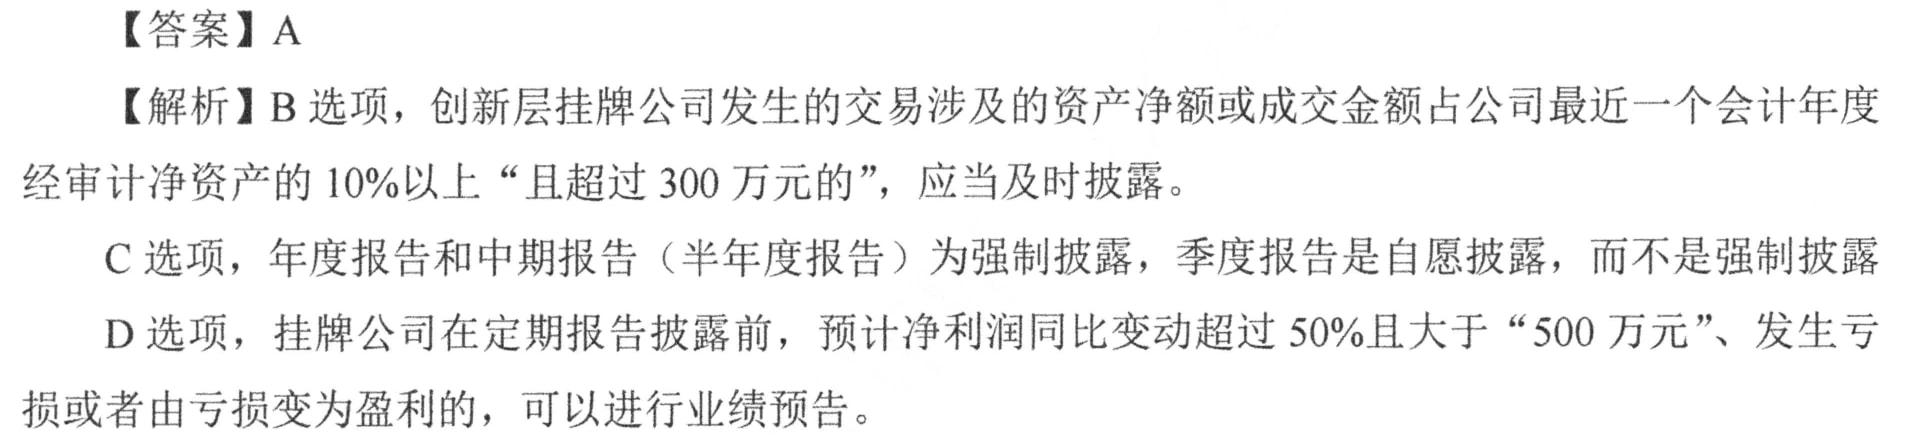 【答案】A
【解析】B 选项，创新层挂牌公司发生的交易涉及的资产净额或成交金额占公司最近一个会计年度
经审计净资产的 10%以上“且超过 300 万元的”，应当及时披露。
C 选项，年度报告和中期报告（半年度报告）为强制披露，季度报告是自愿披露，而不是强制披露
D 选项，挂牌公司在定期报告披露前，预计净利润同比变动超过 50%且大于“500 万元”、发生亏
损或者由亏损变为盈利的，可以进行业绩预告。